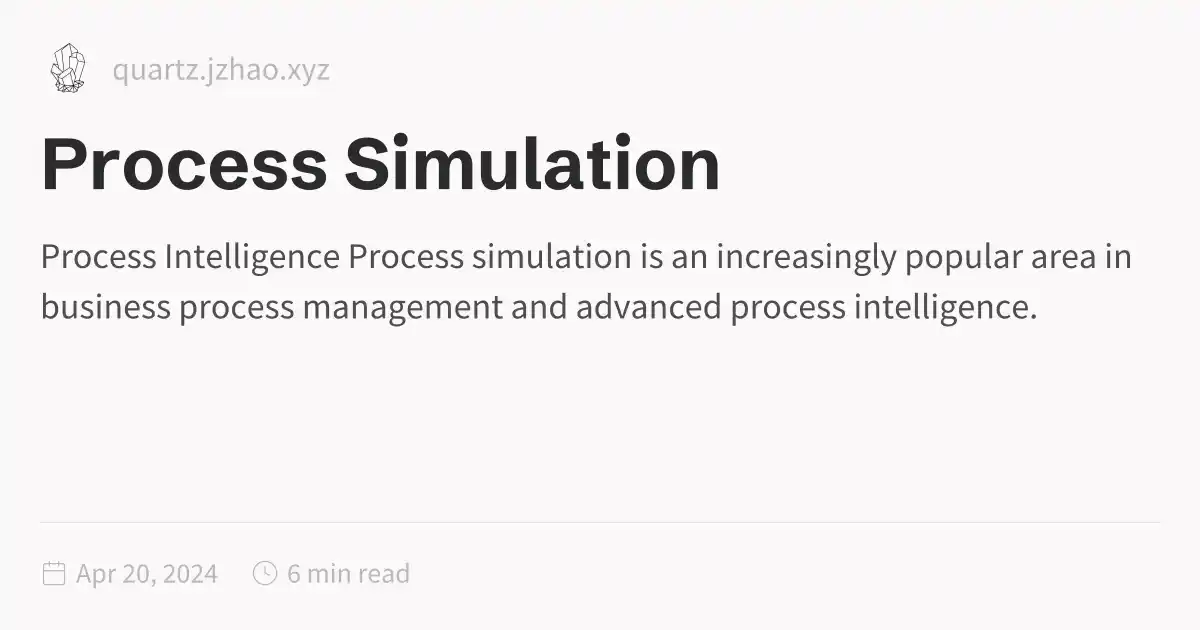 quartz.jzhao.xyz
Process Simulation
Process Intelligence Process simulation is an increasingly popular area in
business process management and advanced process intelligence.
Apr 20, 2024 6 min read